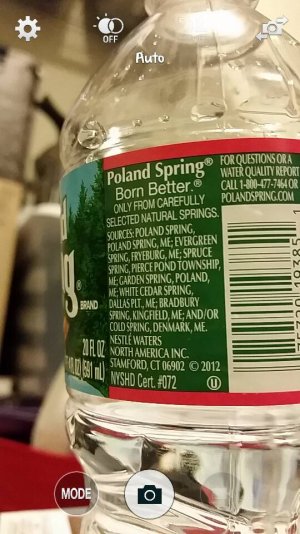 OFF
Auto
Poland Spring®
Born Better.®
ONLY FROM CAREFULLY
SELECTED NATURAL SPRINGS.
SOURCES: POLAND SPRING,
POLAND SPRING, ME; EVERGREEN
SPRING, FRYEBURG, ME; SPRUCE
SPRING, PIERCE POND TOWNSHIP,
ME; GARDEN SPRING, POLAND,
ME; WHITE CEDAR SPRING,
DALLAS PLT., ME; BRADBURY
SPRING, KINGFIELD, ME; AND/OR
COLD SPRING, DENMARK, ME.
NESTLÉ WATERS
NORTH AMERICA INC.
STAMFORD, CT 06902 © 2012
NYSHD Cert. #072
FOR QUESTIONS OR A
WATER QUALITY REPORT
CALL 1-800-477-7464 OR
POLANDSPRING.COM
®
BRAND
20 FL OZ
MODE